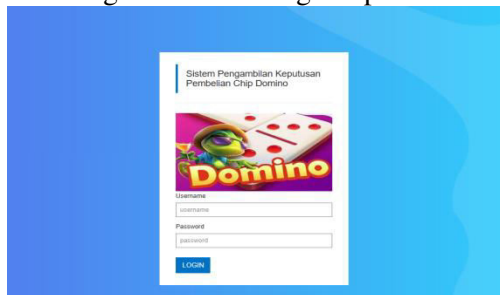 Sistem Pengambilan Keputusan
Pembelian Chip Domino
Domino
Username
username
Password
password
LOGIN